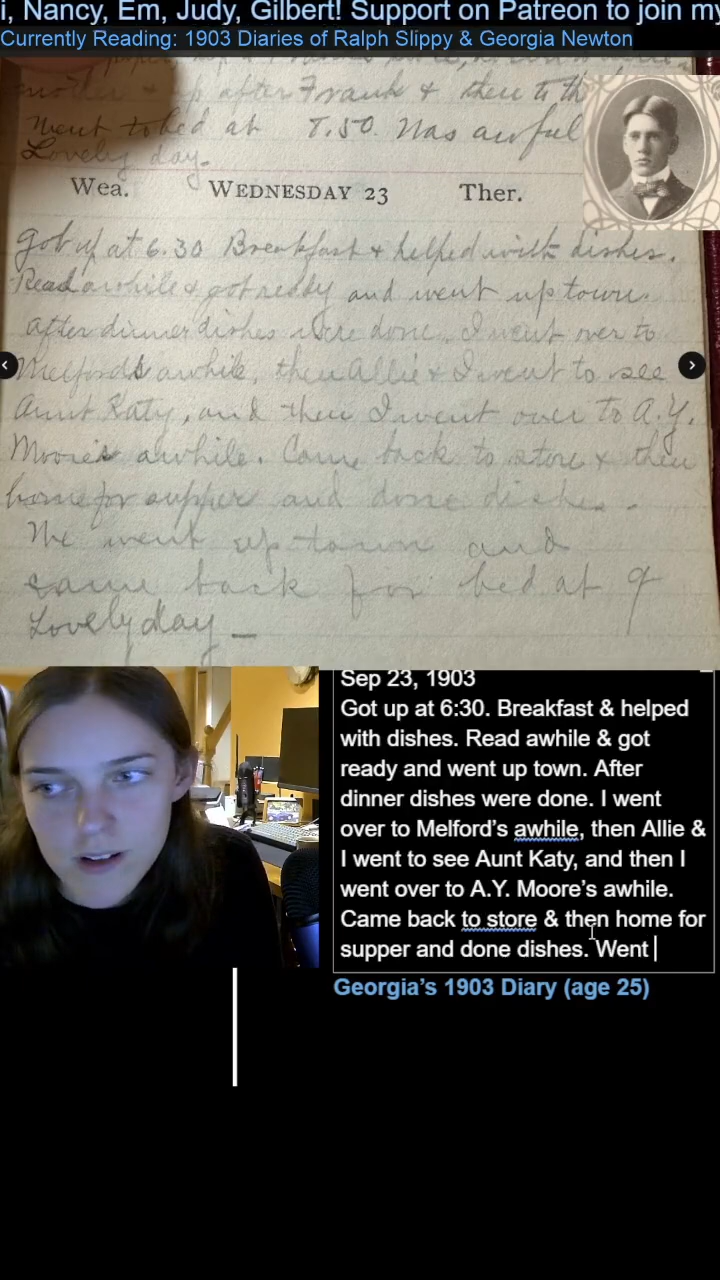 i, Nancy, Em, Judy, Gilbert! Support on Patreon to join my
Currently Reading: 1903 Diaries of Ralph Slippy & Georgia Newton
after Frank & then to th
Went to bed at 7.50. Was awful
Lovely day.
Wea. WEDNESDAY 23 Ther.
got up at 6.30 Breakfast & helped with dishes.
Read awhile & got ready and went up town.
After dinner dishes were done. I went over to
Melford's awhile, then Allie & I went to see
Aunt Katy, and then I went over to A.Y.
Moore's awhile. Came back to store & then
home for supper and done dishes.
We went up town and
came back for bed at 9
Lovely day
Sep 23, 1903
Got up at 6:30. Breakfast & helped
with dishes. Read awhile & got
ready and went up town. After
dinner dishes were done. I went
over to Melford's awhile, then Allie &
I went to see Aunt Katy, and then I
went over to A.Y. Moore's awhile.
Came back to store & then home for
supper and done dishes. Went
Georgia's 1903 Diary (age 25)